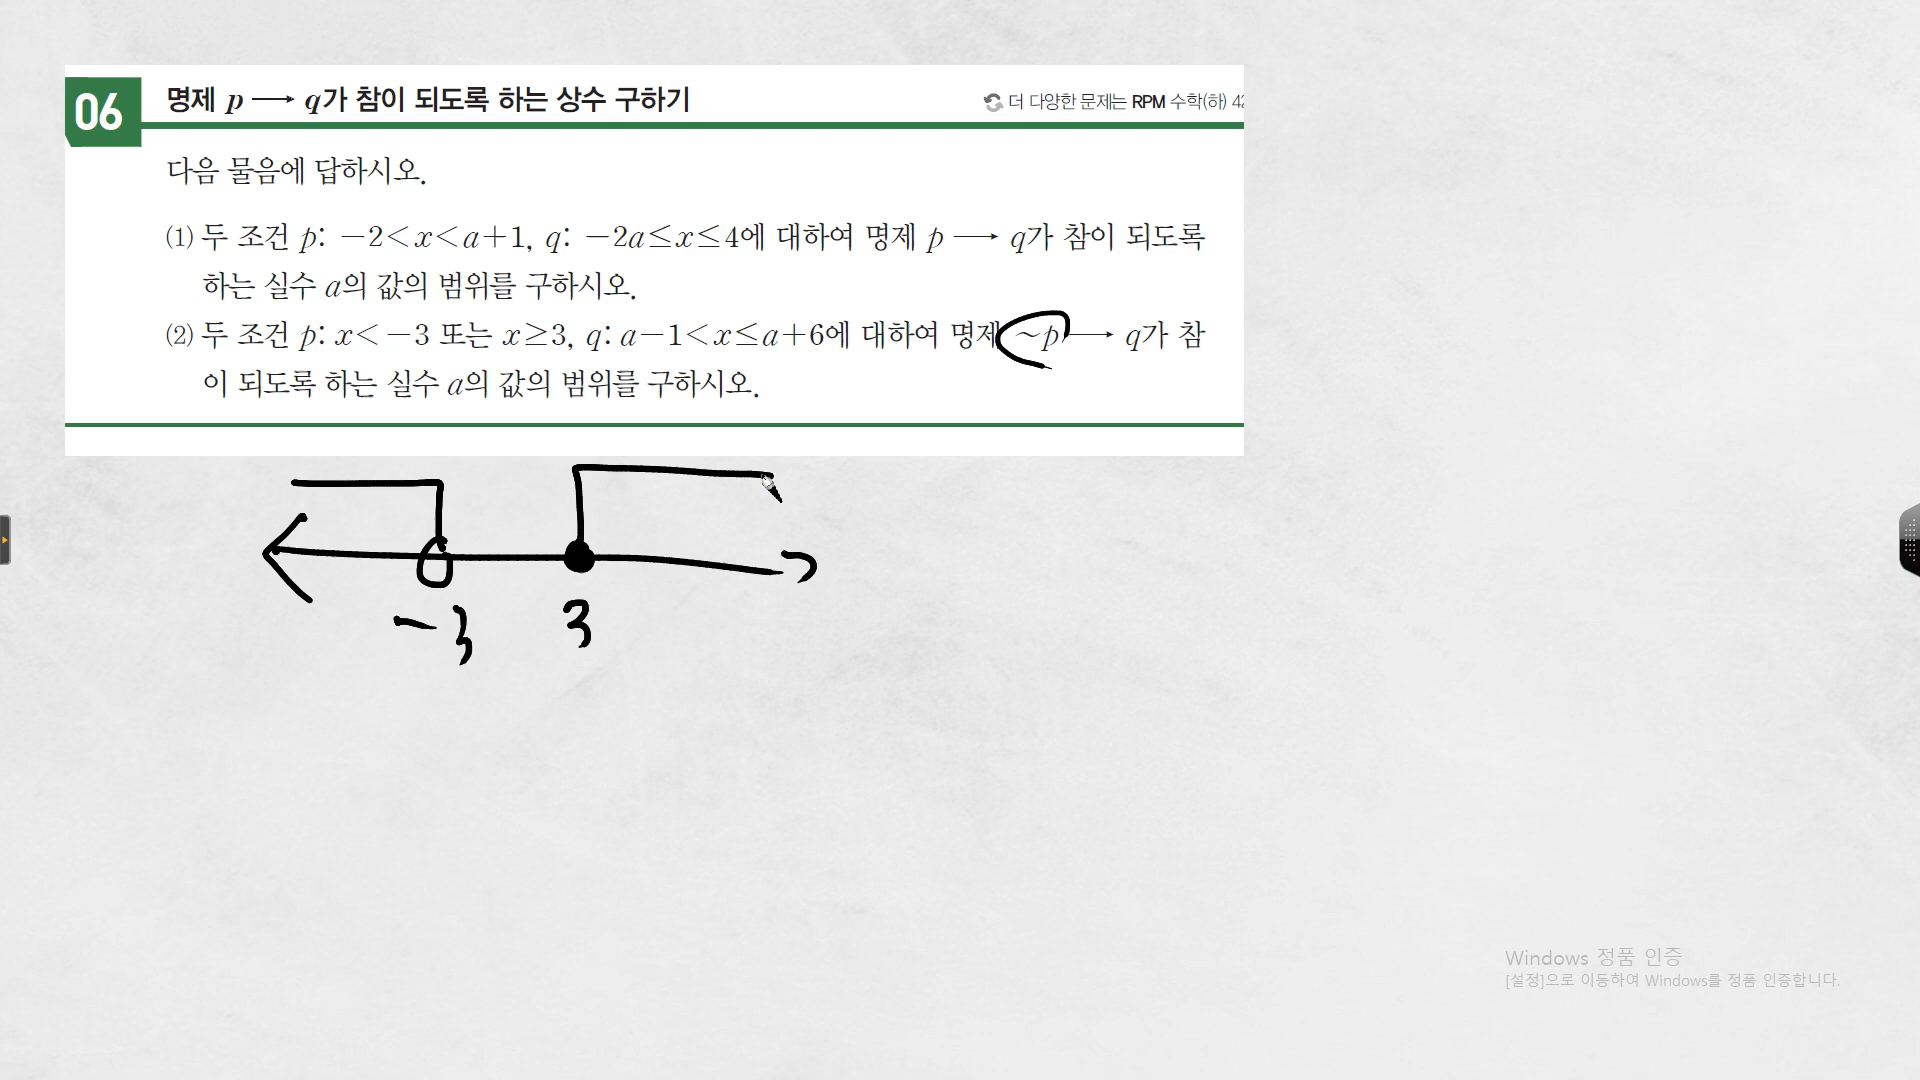 06 명제 p → q가 참이 되도록 하는 상수 구하기
더 다양한 문제는 RPM 수학(하) 42
다음 물음에 답하시오.
(1) 두 조건 p: −2<x<a+1, q: −2a≤x≤4에 대하여 명제 p → q가 참이 되도록
하는 실수 a의 값의 범위를 구하시오.
(2) 두 조건 p: x<−3 또는 x≥3, q: a−1<x≤a+6에 대하여 명제 ~p → q가 참
이 되도록 하는 실수 a의 값의 범위를 구하시오.
−3 3
Windows 정품 인증
[설정]으로 이동하여 Windows를 정품 인증합니다.